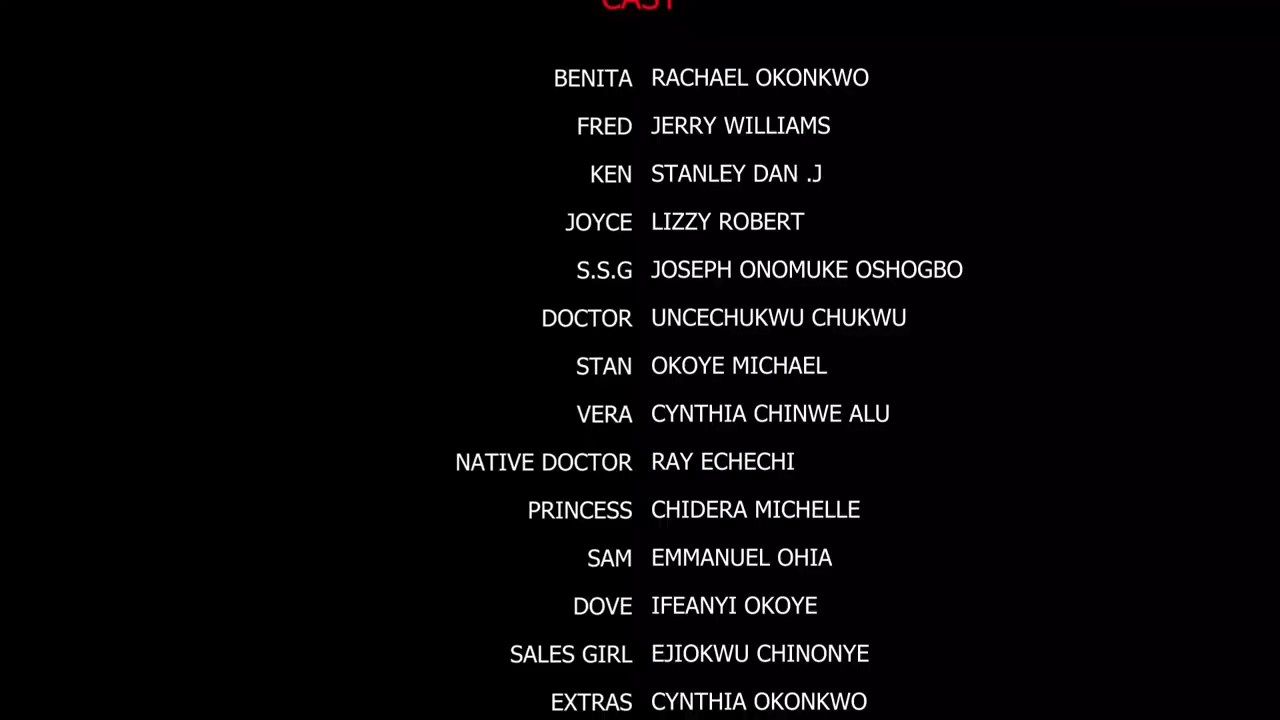 CAST
BENITA RACHAEL OKONKWO
FRED JERRY WILLIAMS
KEN STANLEY DAN .J
JOYCE LIZZY ROBERT
S.S.G JOSEPH ONOMUKE OSHOGBO
DOCTOR UNCECHUKWU CHUKWU
STAN OKOYE MICHAEL
VERA CYNTHIA CHINWE ALU
NATIVE DOCTOR RAY ECHECHI
PRINCESS CHIDERA MICHELLE
SAM EMMANUEL OHIA
DOVE IFEANYI OKOYE
SALES GIRL EJIOKWU CHINONYE
EXTRAS CYNTHIA OKONKWO